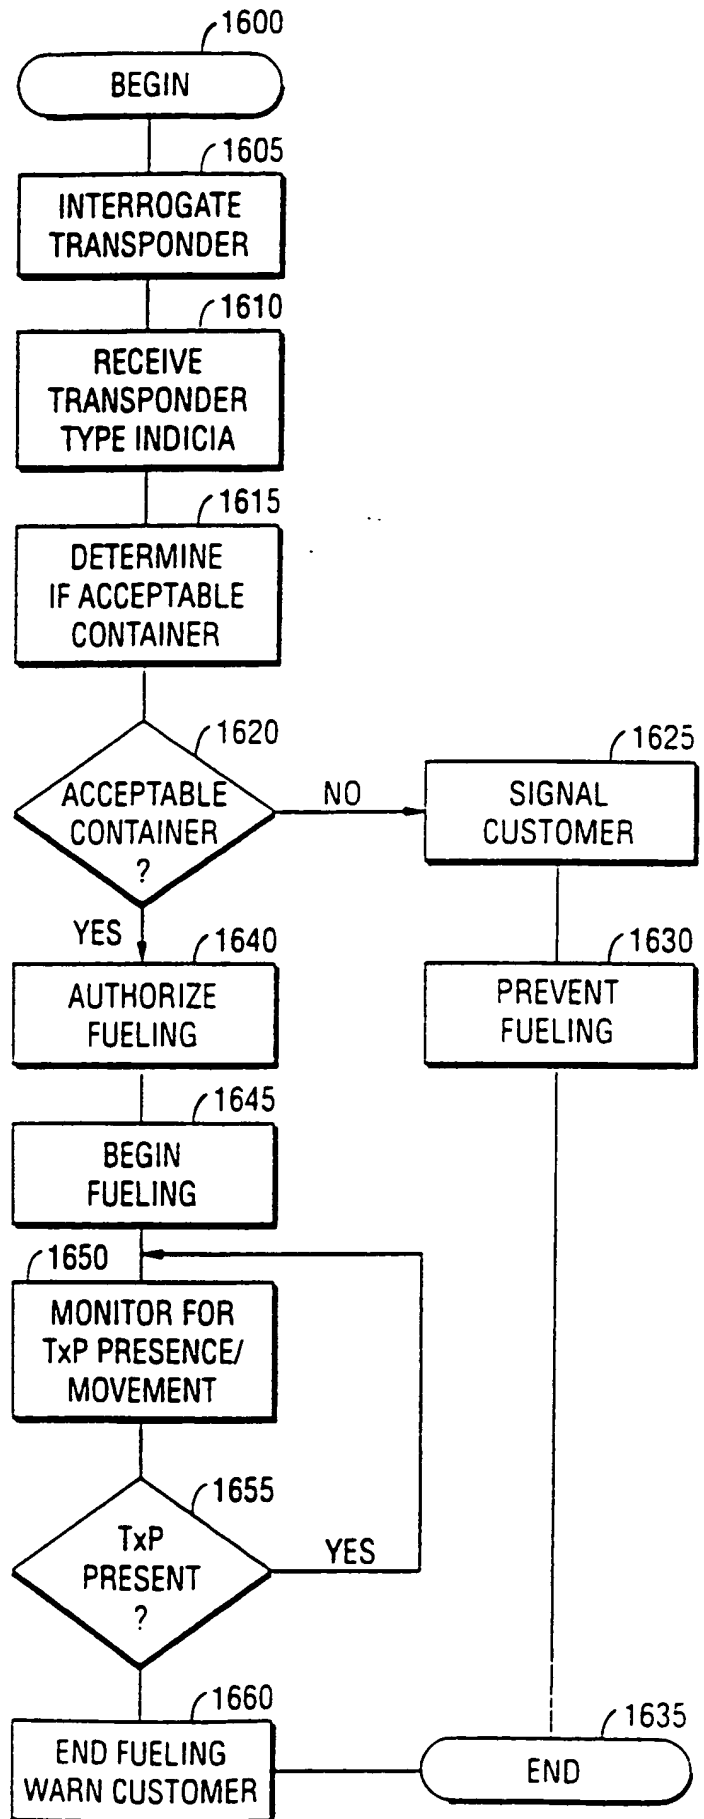 1600
BEGIN
1605
INTERROGATE
TRANSPONDER
1610
RECEIVE
TRANSPONDER
TYPE INDICIA
1615
DETERMINE
IF ACCEPTABLE
CONTAINER
1620
ACCEPTABLE
CONTAINER
?
NO
1625
SIGNAL
CUSTOMER
1630
PREVENT
FUELING
YES
1640
AUTHORIZE
FUELING
1645
BEGIN
FUELING
1650
MONITOR FOR
TxP PRESENCE/
MOVEMENT
1655
TxP
PRESENT
?
YES
1660
END FUELING
WARN CUSTOMER
1635
END